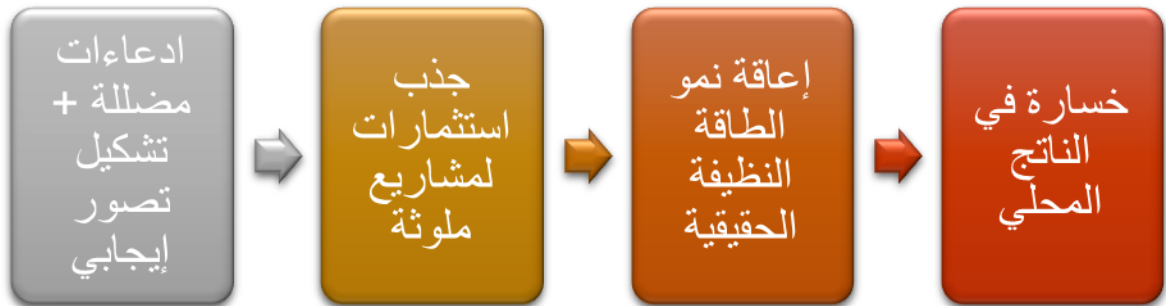 ادعاءات
مضللة +
تشكيل
تصور
إيجابي
جذب
استثمارات
لمشاريع
ملوثة
إعاقة نمو
الطاقة
النظيفة
الحقيقية
خسارة في
الناتج
المحلي